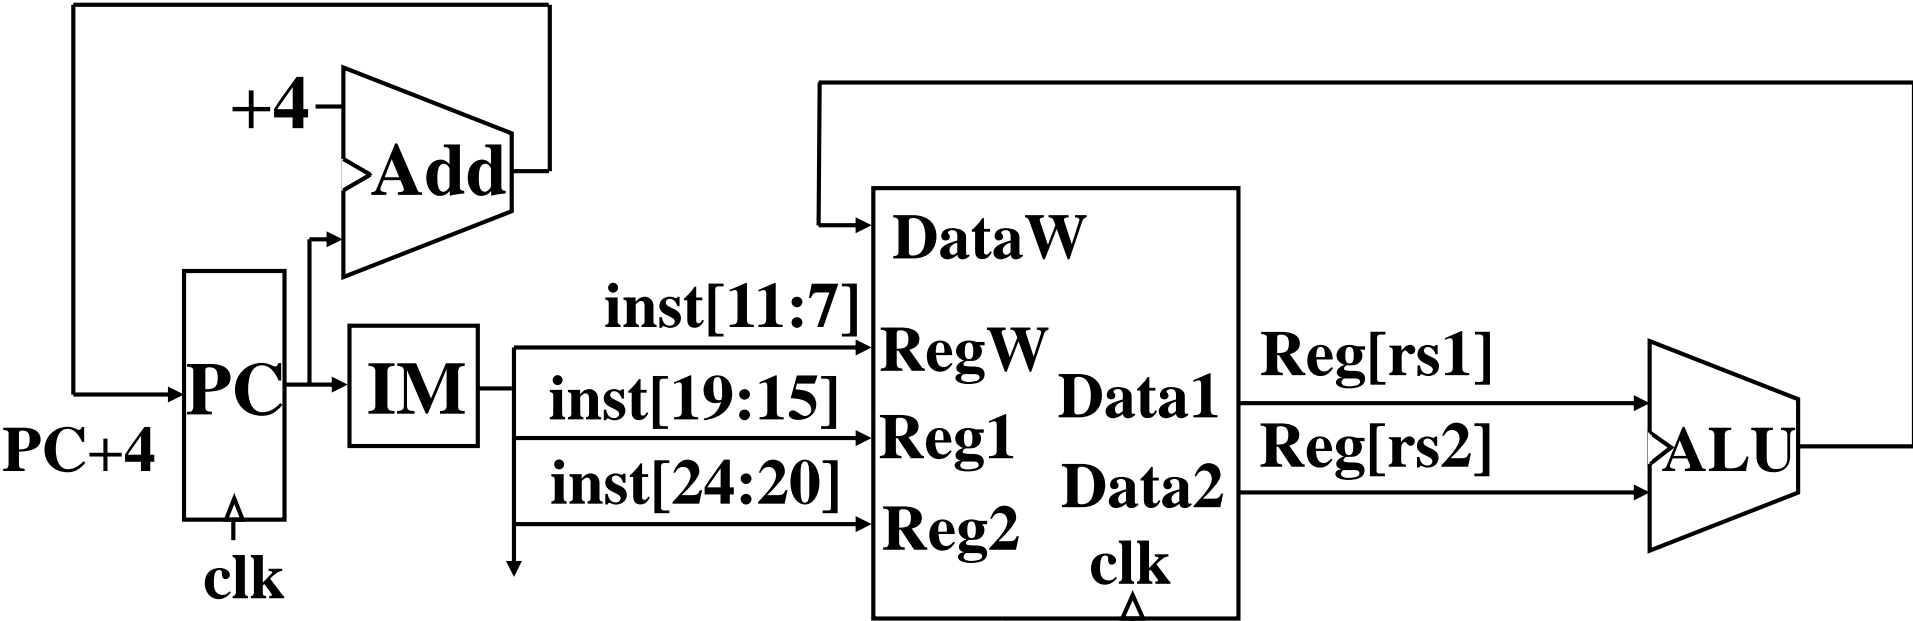 +4
Add
DataW
inst[11:7]
RegW
Reg[rs1]
PC
IM
inst[19:15]
Data1
Reg1
Reg[rs2]
ALU
PC+4
inst[24:20]
Data2
Reg2
clk
clk